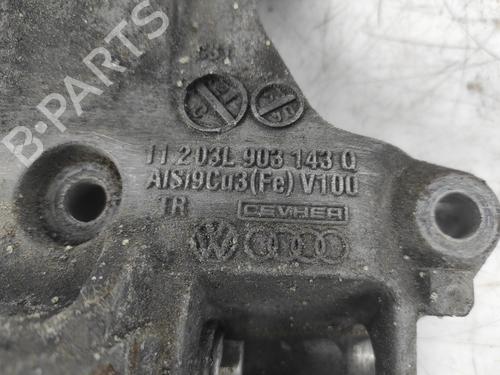 B-PARTS
11.2 03L 903 143 Q
AlSi9Cu3(Fe) V100
TR CEVHER